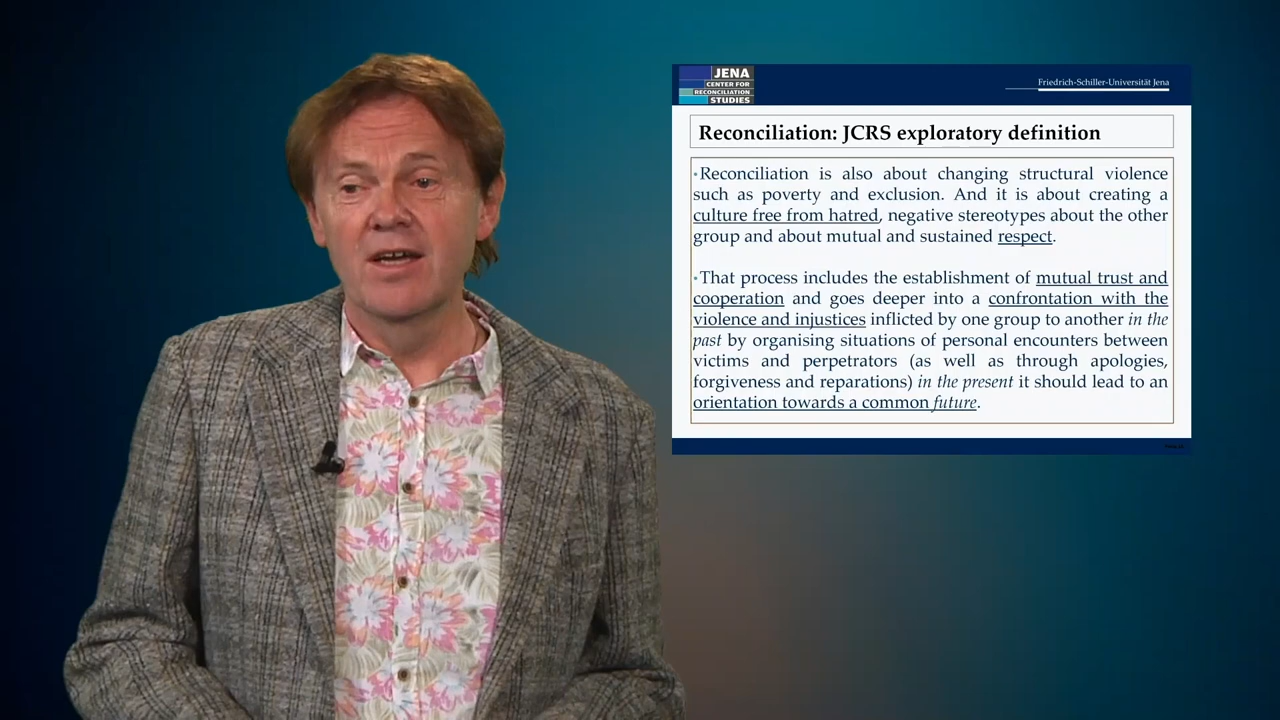 JENA
CENTER FOR
RECONCILIATION
STUDIES
Friedrich-Schiller-Universität Jena
Reconciliation: JCRS exploratory definition
•Reconciliation is also about changing structural violence
such as poverty and exclusion. And it is about creating a
culture free from hatred, negative stereotypes about the other
group and about mutual and sustained respect.
•That process includes the establishment of mutual trust and
cooperation and goes deeper into a confrontation with the
violence and injustices inflicted by one group to another in the
past by organising situations of personal encounters between
victims and perpetrators (as well as through apologies,
forgiveness and reparations) in the present it should lead to an
orientation towards a common future.